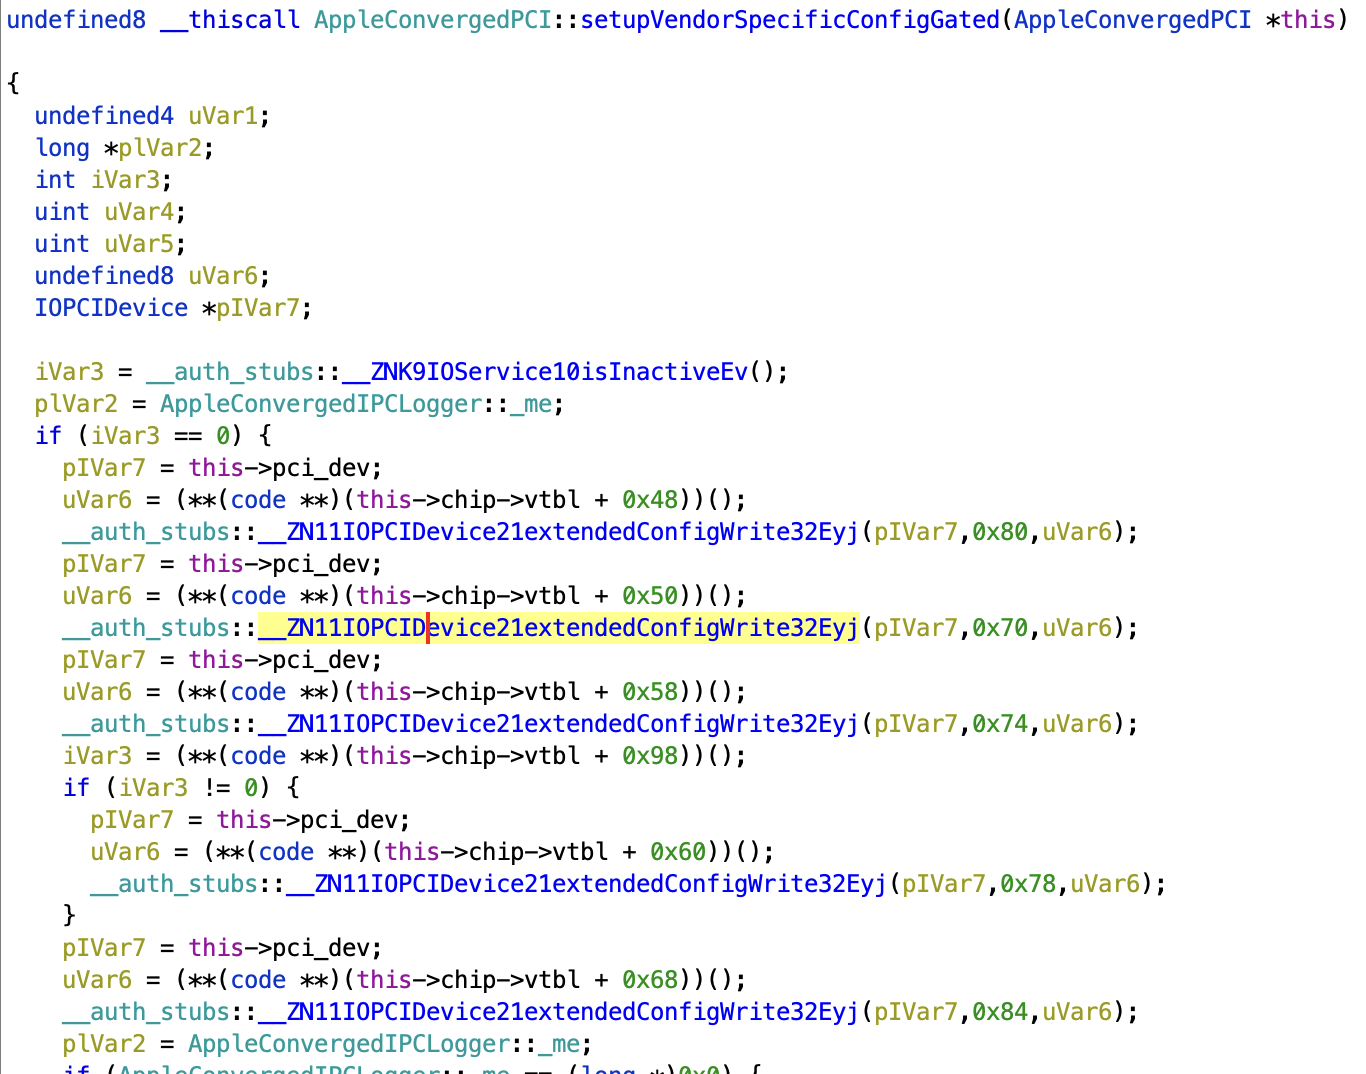 undefined8 __thiscall AppleConvergedPCI::setupVendorSpecificConfigGated(AppleConvergedPCI *this)
{
undefined4 uVar1;
long *plVar2;
int iVar3;
uint uVar4;
uint uVar5;
undefined8 uVar6;
IOPCIDevice *pIVar7;
iVar3 = __auth_stubs::__ZNK9IOService10isInactiveEv();
plVar2 = AppleConvergedIPCLogger::_me;
if (iVar3 == 0) {
pIVar7 = this->pci_dev;
uVar6 = (**(code **)(this->chip->vtbl + 0x48))();
__auth_stubs::__ZN11IOPCIDevice21extendedConfigWrite32Eyj(pIVar7,0x80,uVar6);
pIVar7 = this->pci_dev;
uVar6 = (**(code **)(this->chip->vtbl + 0x50))();
__auth_stubs::__ZN11IOPCIDevice21extendedConfigWrite32Eyj(pIVar7,0x70,uVar6);
pIVar7 = this->pci_dev;
uVar6 = (**(code **)(this->chip->vtbl + 0x58))();
__auth_stubs::__ZN11IOPCIDevice21extendedConfigWrite32Eyj(pIVar7,0x74,uVar6);
iVar3 = (**(code **)(this->chip->vtbl + 0x98))();
if (iVar3 != 0) {
pIVar7 = this->pci_dev;
uVar6 = (**(code **)(this->chip->vtbl + 0x60))();
__auth_stubs::__ZN11IOPCIDevice21extendedConfigWrite32Eyj(pIVar7,0x78,uVar6);
}
pIVar7 = this->pci_dev;
uVar6 = (**(code **)(this->chip->vtbl + 0x68))();
__auth_stubs::__ZN11IOPCIDevice21extendedConfigWrite32Eyj(pIVar7,0x84,uVar6);
plVar2 = AppleConvergedIPCLogger::_me;
if (AppleConvergedIPCLogger::_me == (long *)0x0) {